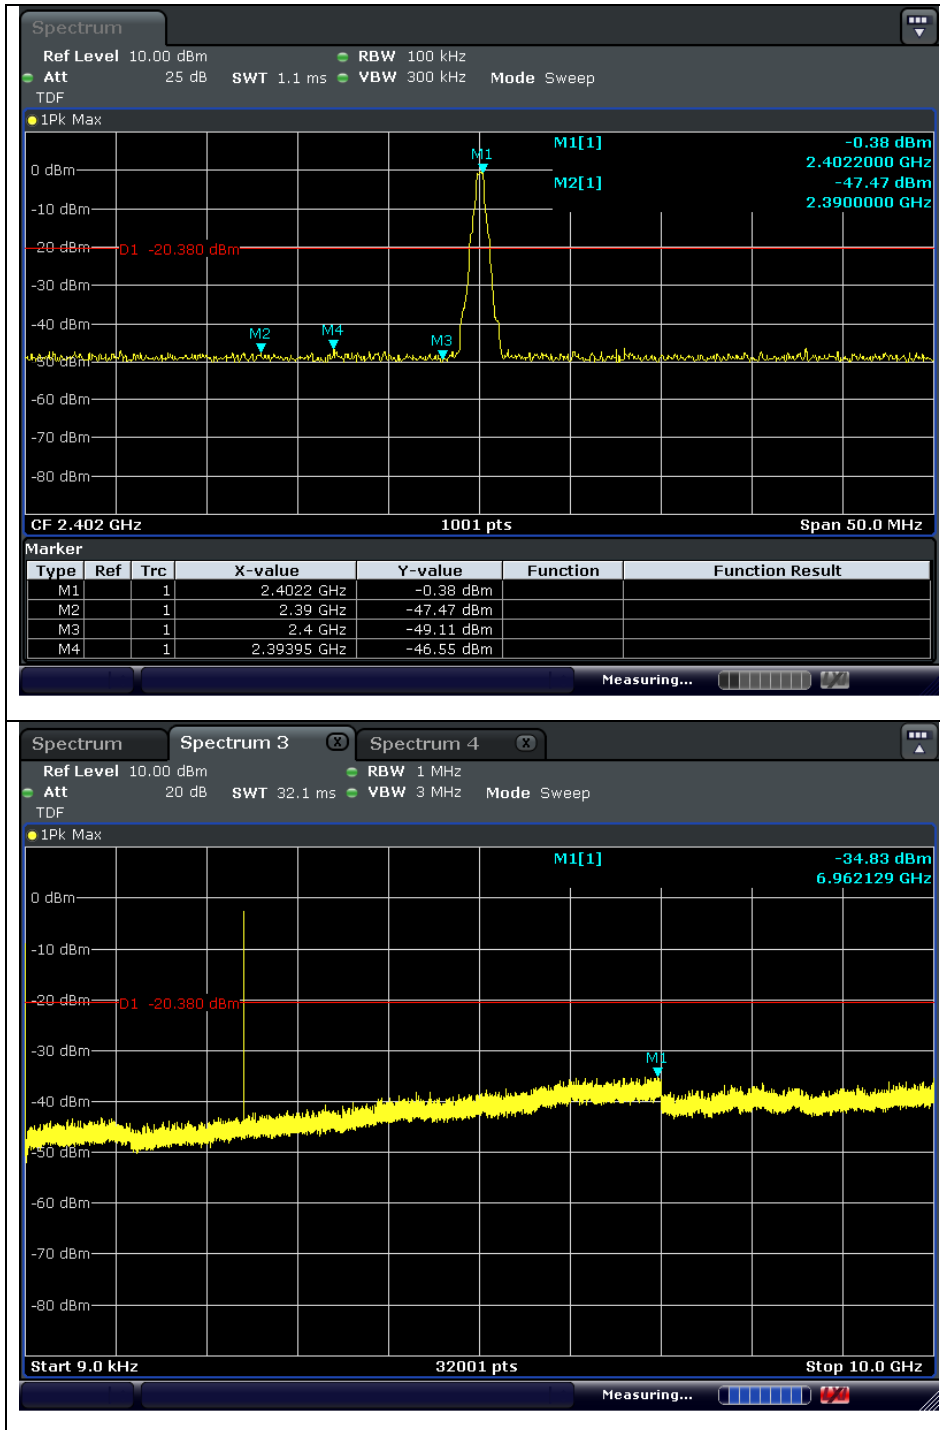 Spectrum
Ref Level 10.00 dBm RBW 100 kHz
Att 25 dB SWT 1.1 ms VBW 300 kHz Mode Sweep
TDF
1Pk Max
M1[1] -0.38 dBm
2.4022000 GHz
M2[1] -47.47 dBm
2.3900000 GHz
M1
0 dBm
-10 dBm
-20 dBm
D1 -20.380 dBm
-30 dBm
-40 dBm
M2 M4 M3
-50 dBm
-60 dBm
-70 dBm
-80 dBm
CF 2.402 GHz 1001 pts Span 50.0 MHz
Marker
Type Ref Trc X-value Y-value Function Function Result
M1 1 2.4022 GHz -0.38 dBm
M2 1 2.39 GHz -47.47 dBm
M3 1 2.4 GHz -49.11 dBm
M4 1 2.39395 GHz -46.55 dBm
Measuring...
Spectrum Spectrum 3 X Spectrum 4 X
Ref Level 10.00 dBm RBW 1 MHz
Att 20 dB SWT 32.1 ms VBW 3 MHz Mode Sweep
TDF
1Pk Max
M1[1] -34.83 dBm
6.962129 GHz
0 dBm
-10 dBm
-20 dBm
D1 -20.380 dBm
-30 dBm
M1
-40 dBm
-50 dBm
-60 dBm
-70 dBm
-80 dBm
Start 9.0 kHz 32001 pts Stop 10.0 GHz
Measuring...